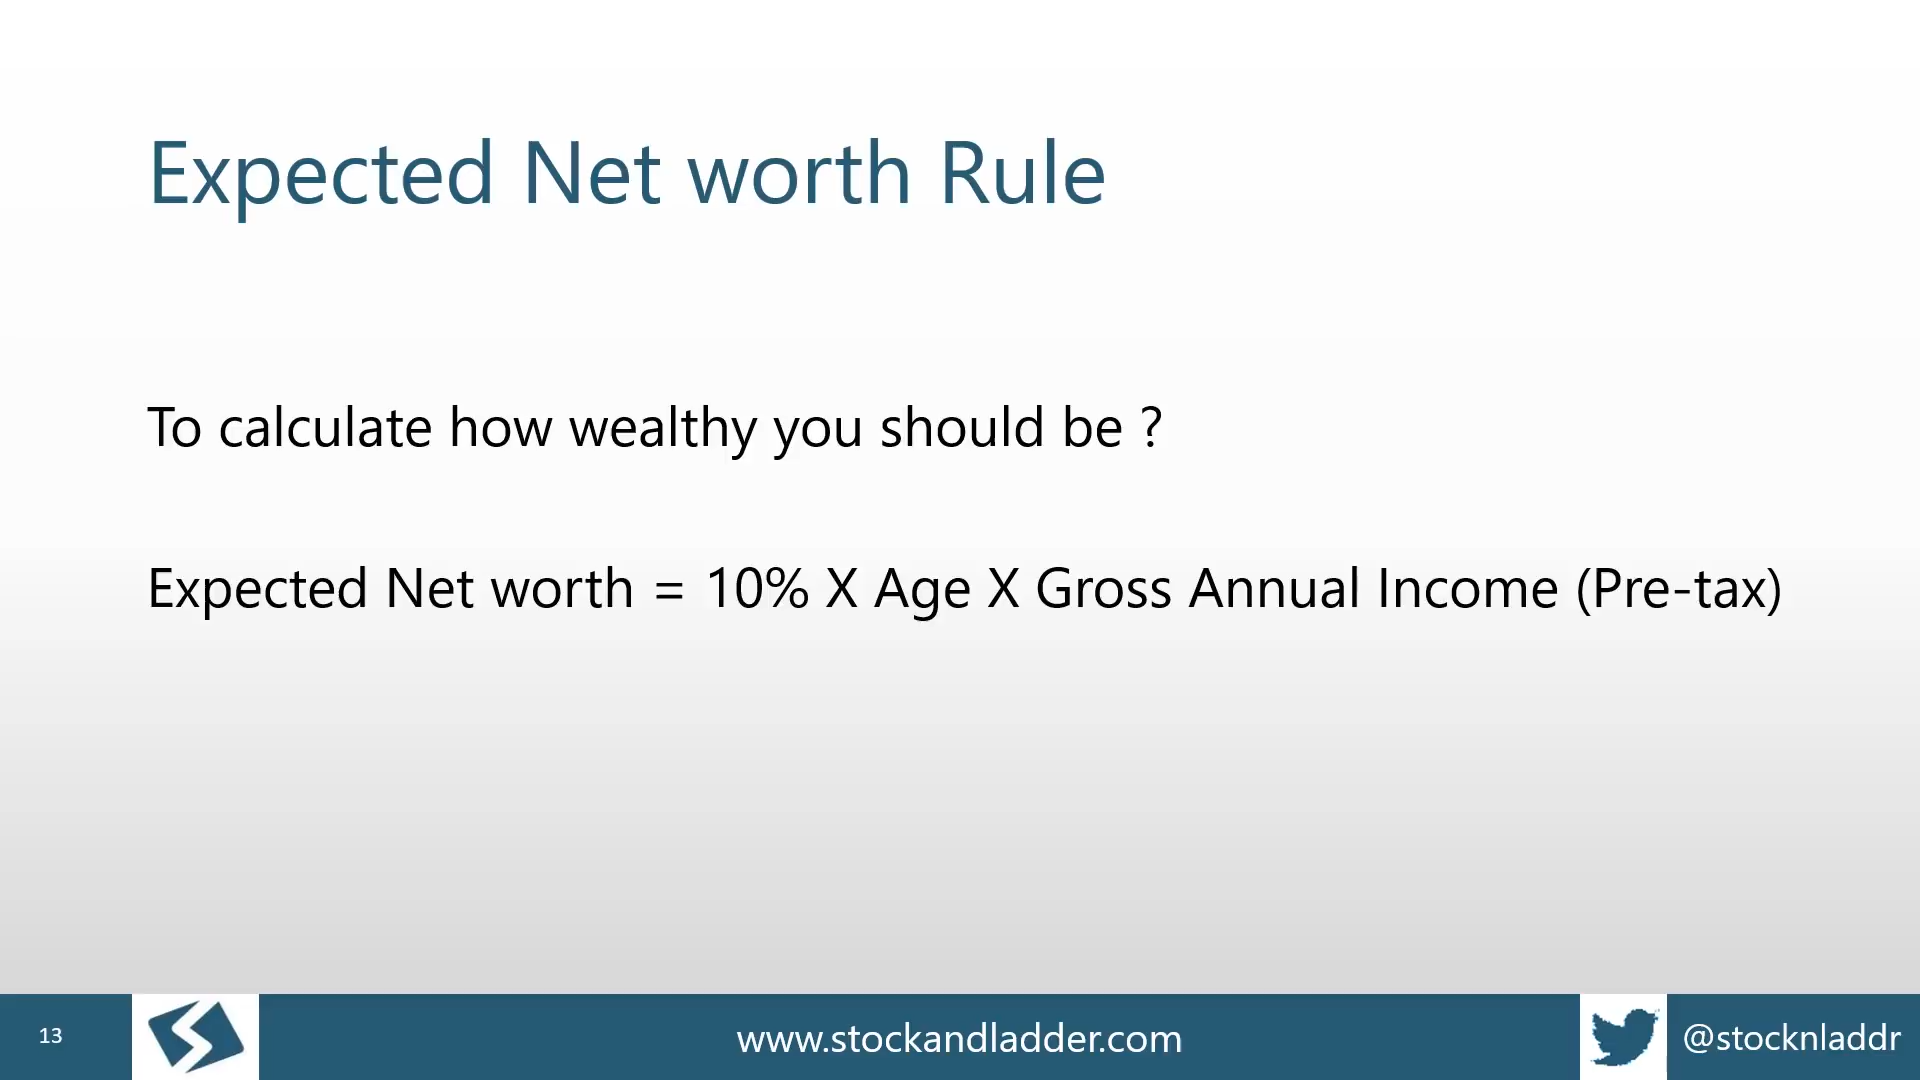 Expected Net worth Rule
To calculate how wealthy you should be ?
Expected Net worth = 10% X Age X Gross Annual Income (Pre-tax)
13
www.stockandladder.com
@stocknladdr